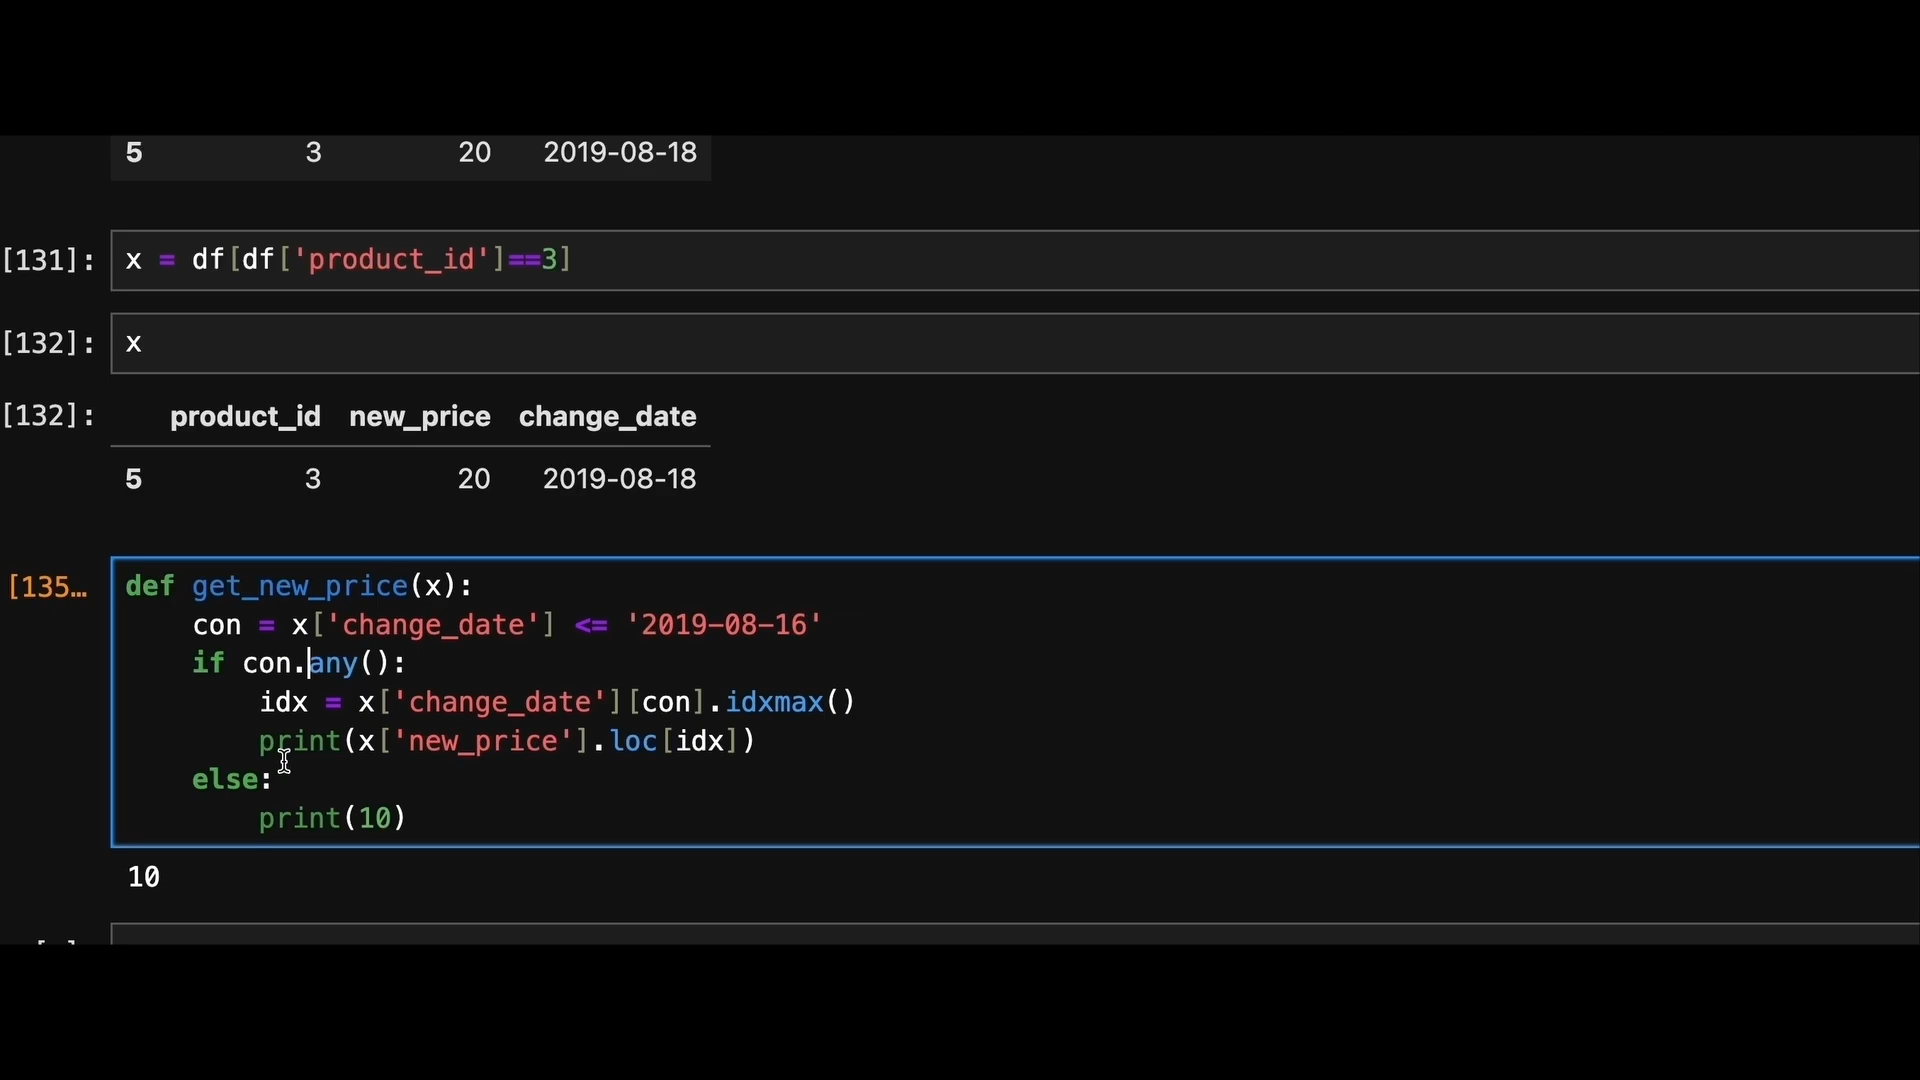 5 3 20 2019-08-18
[131]: x = df[df['product_id']==3]
[132]: x
[132]: product_id new_price change_date
5 3 20 2019-08-18
[135… def get_new_price(x):
con = x['change_date'] <= '2019-08-16'
if con.any():
idx = x['change_date'][con].idxmax()
print(x['new_price'].loc[idx])
else:
print(10)
10